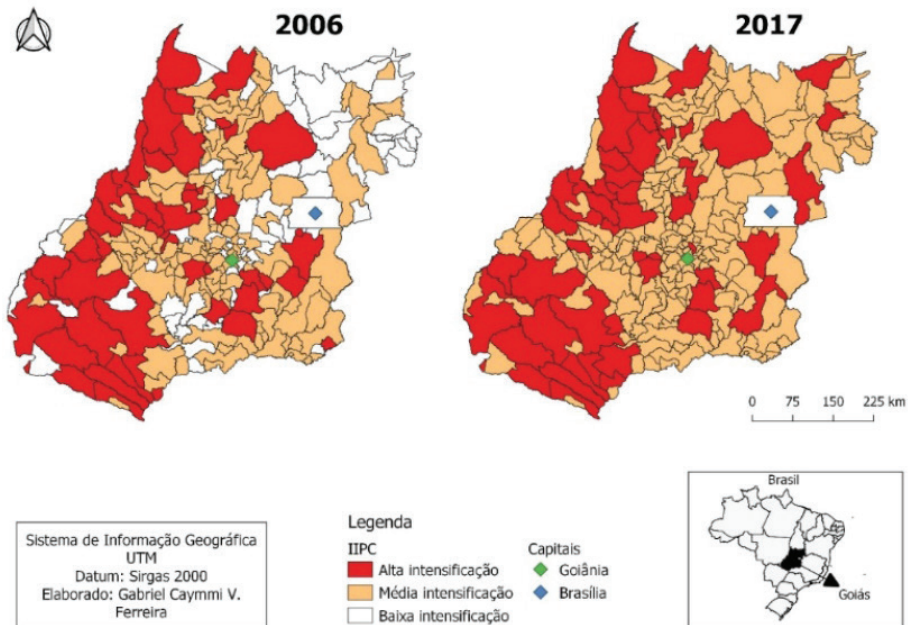 2006
2017
0 75 150 225 km
Sistema de Informação Geográfica
UTM
Datum: Sirgas 2000
Elaborado: Gabriel Caymmi V.
Ferreira
Legenda
IIPC
Alta intensificação
Média intensificação
Baixa intensificação
Capitais
Goiânia
Brasília
Brasil
Goiás